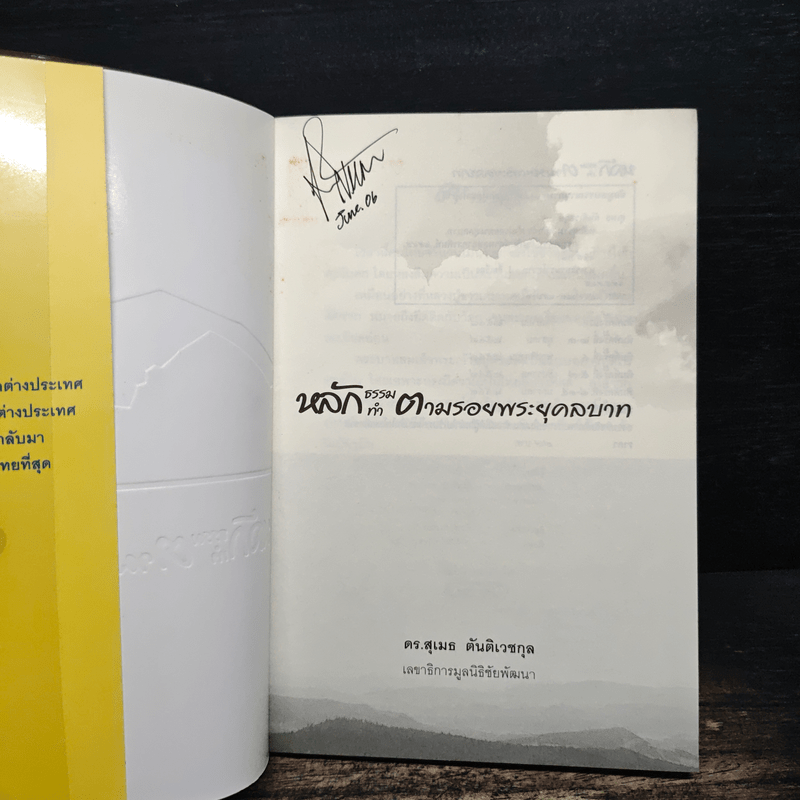 ต่างประเทศ
ต่างประเทศ
กลับมา
ไทยที่สุด
June. 06
หลักธรรม
ทำ ตามรอยพระยุคลบาท
ดร.สุเมธ ตันติเวชกุล
เลขาธิการมูลนิธิชัยพัฒนา